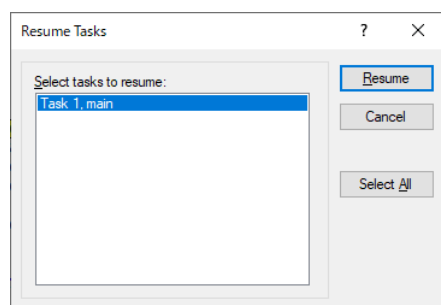 Resume Tasks
Select tasks to resume:
Task 1, main
Resume
Cancel
Select All